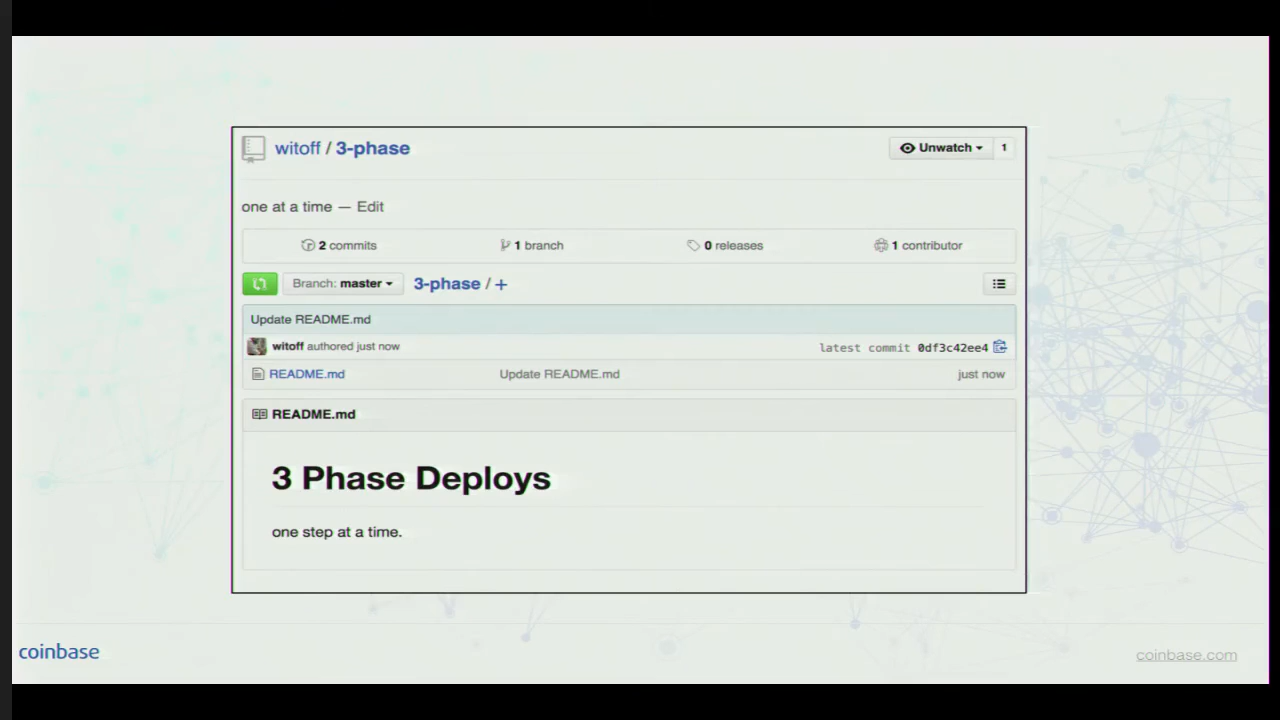 witoff / 3-phase
Unwatch 1
one at a time — Edit
2 commits 1 branch 0 releases 1 contributor
Branch: master 3-phase / +
Update README.md
witoff authored just now latest commit 0df3c42ee4
README.md Update README.md just now
README.md
3 Phase Deploys
one step at a time.
coinbase
coinbase.com